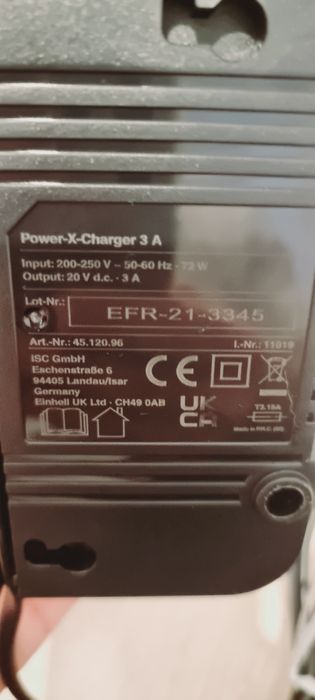 Power-X-Charger 3 A
Input: 200-250 V ~ 50-60 Hz · 72 W
Output: 20 V d.c. · 3 A
Lot-Nr.: EFR-21-3345
Art.-Nr.: 45.120.96 I.-Nr.: 11019
ISC GmbH
Eschenstraße 6
94405 Landau/Isar
Germany
Einhell UK Ltd · CH49 0AB
CE
UK
CA
T3.15A
Made in P.R.C.